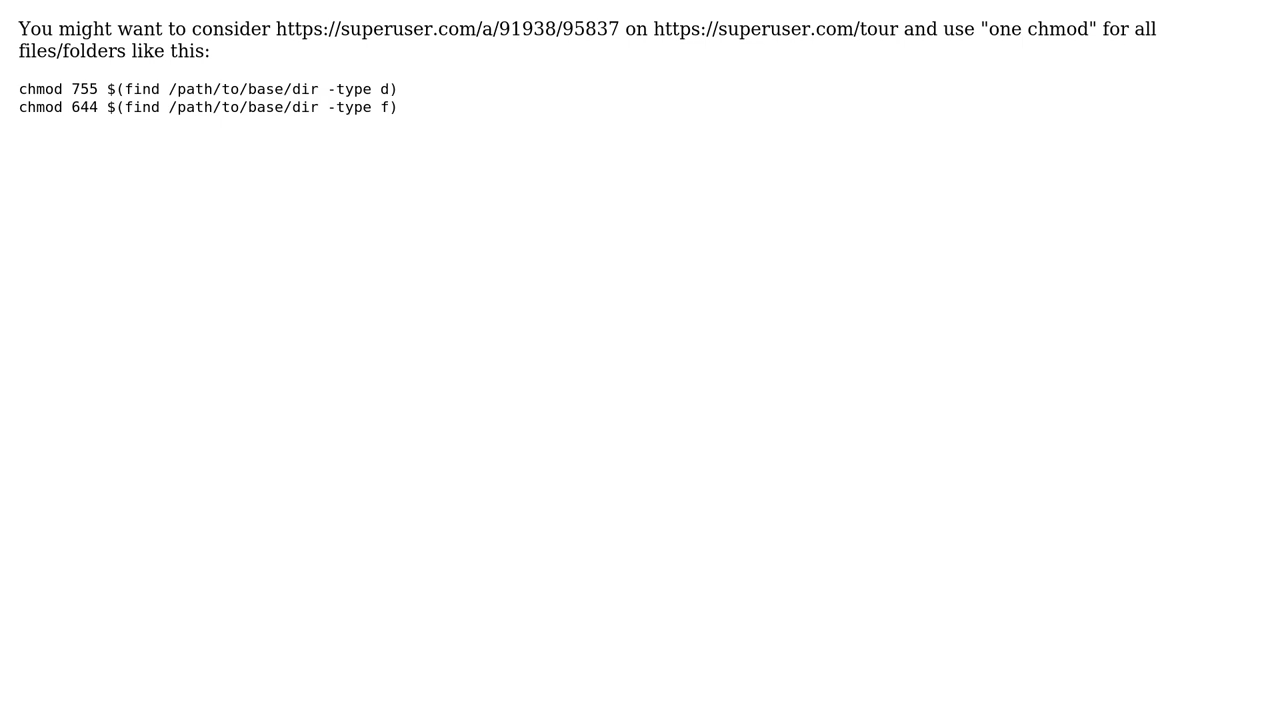 You might want to consider https://superuser.com/a/91938/95837 on https://superuser.com/tour and use "one chmod" for all
files/folders like this:
chmod 755 $(find /path/to/base/dir -type d)
chmod 644 $(find /path/to/base/dir -type f)